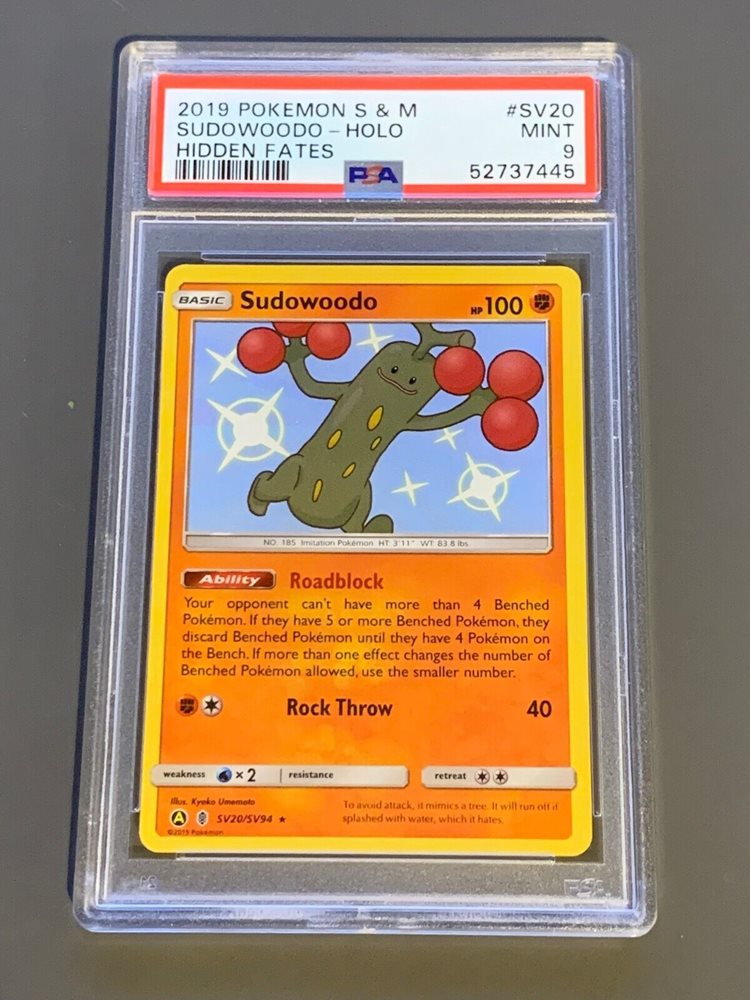 2019 POKEMON S & M #SV20
SUDOWOODO - HOLO MINT
HIDDEN FATES 9
PSA 52737445
BASIC Sudowoodo HP 100
NO. 185 Imitation Pokémon HT: 3'11" WT: 83.8 lbs.
Ability Roadblock
Your opponent can't have more than 4 Benched
Pokémon. If they have 5 or more Benched Pokémon, they
discard Benched Pokémon until they have 4 Pokémon on
the Bench. If more than one effect changes the number of
Benched Pokémon allowed, use the smaller number.
Rock Throw 40
weakness ×2 resistance retreat
Illus. Kyoko Umemoto
To avoid attack, it mimics a tree. It will run off if
A SV20/SV94 ★ splashed with water, which it hates.
©2019 Pokémon